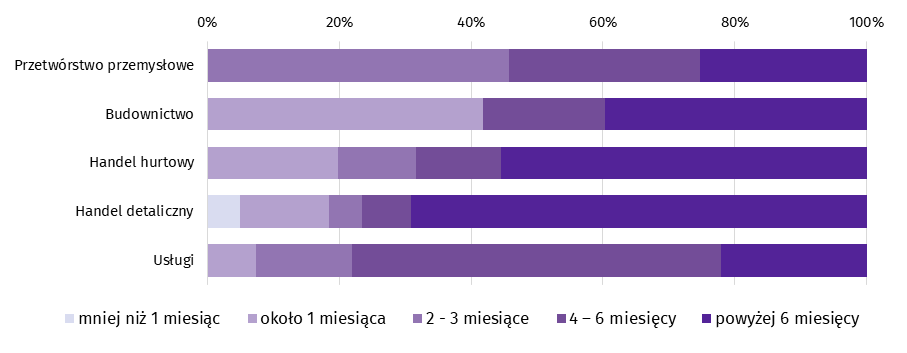 0% 20% 40% 60% 80% 100%
Przetwórstwo przemysłowe
Budownictwo
Handel hurtowy
Handel detaliczny
Usługi
mniej niż 1 miesiąc około 1 miesiąca 2 - 3 miesiące 4 – 6 miesięcy powyżej 6 miesięcy